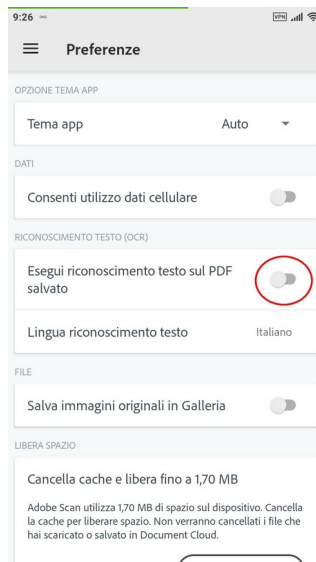 9:26
VPN
Preferenze
OPZIONE TEMA APP
Tema app Auto
DATI
Consenti utilizzo dati cellulare
RICONOSCIMENTO TESTO (OCR)
Esegui riconoscimento testo sul PDF
salvato
Lingua riconoscimento testo Italiano
FILE
Salva immagini originali in Galleria
LIBERA SPAZIO
Cancella cache e libera fino a 1,70 MB
Adobe Scan utilizza 1,70 MB di spazio sul dispositivo. Cancella
la cache per liberare spazio. Non verranno cancellati i file che
hai scaricato o salvato in Document Cloud.